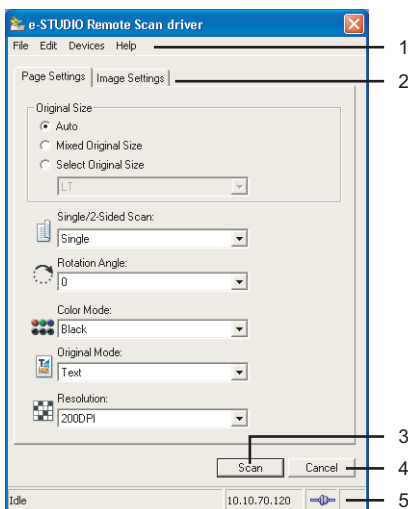 e-STUDIO Remote Scan driver
File Edit Devices Help
1
Page Settings Image Settings
2
Original Size
Auto
Mixed Original Size
Select Original Size
LT
Single/2-Sided Scan:
Single
Rotation Angle:
0
Color Mode:
Black
Original Mode:
Text
Resolution:
200DPI
3
Scan Cancel
4
Idle 10.10.70.120
5